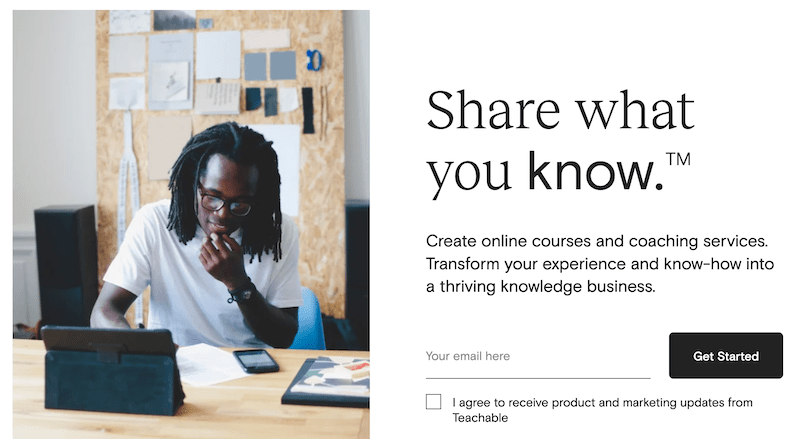 Share what
you know.™
Create online courses and coaching services.
Transform your experience and know-how into
a thriving knowledge business.
Your email here
Get Started
I agree to receive product and marketing updates from
Teachable